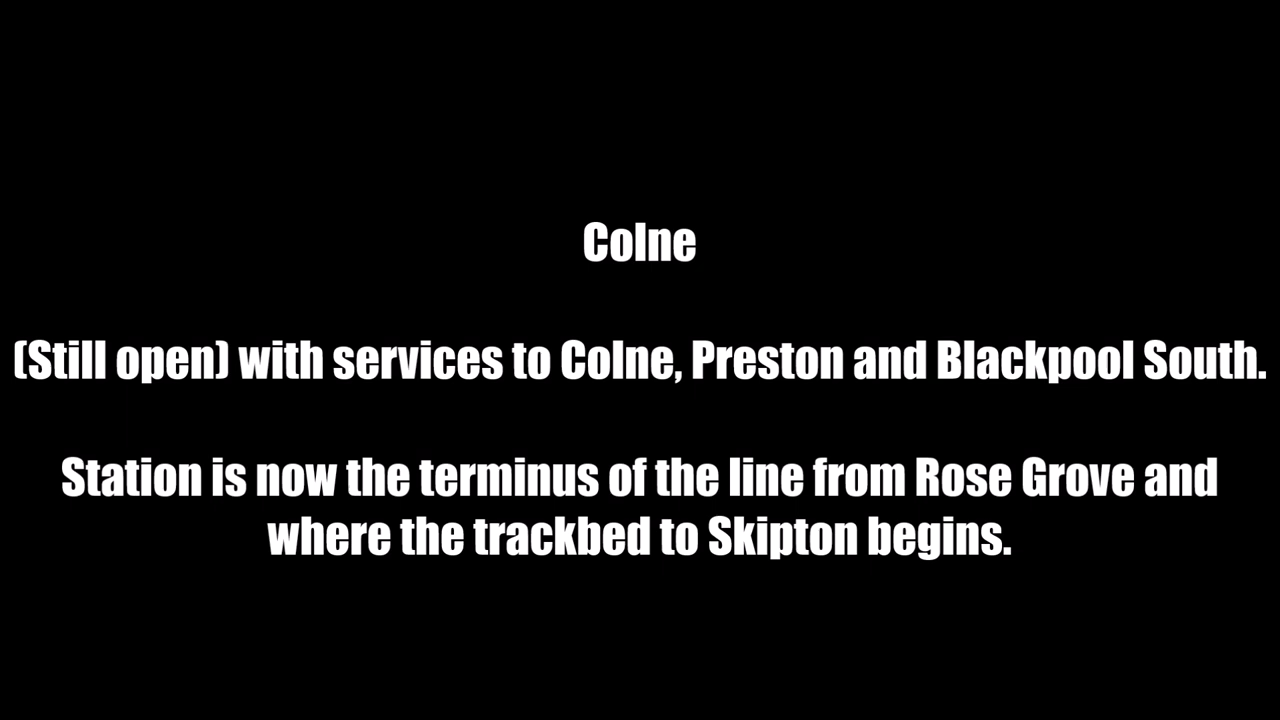 Colne
(Still open) with services to Colne, Preston and Blackpool South.
Station is now the terminus of the line from Rose Grove and
where the trackbed to Skipton begins.